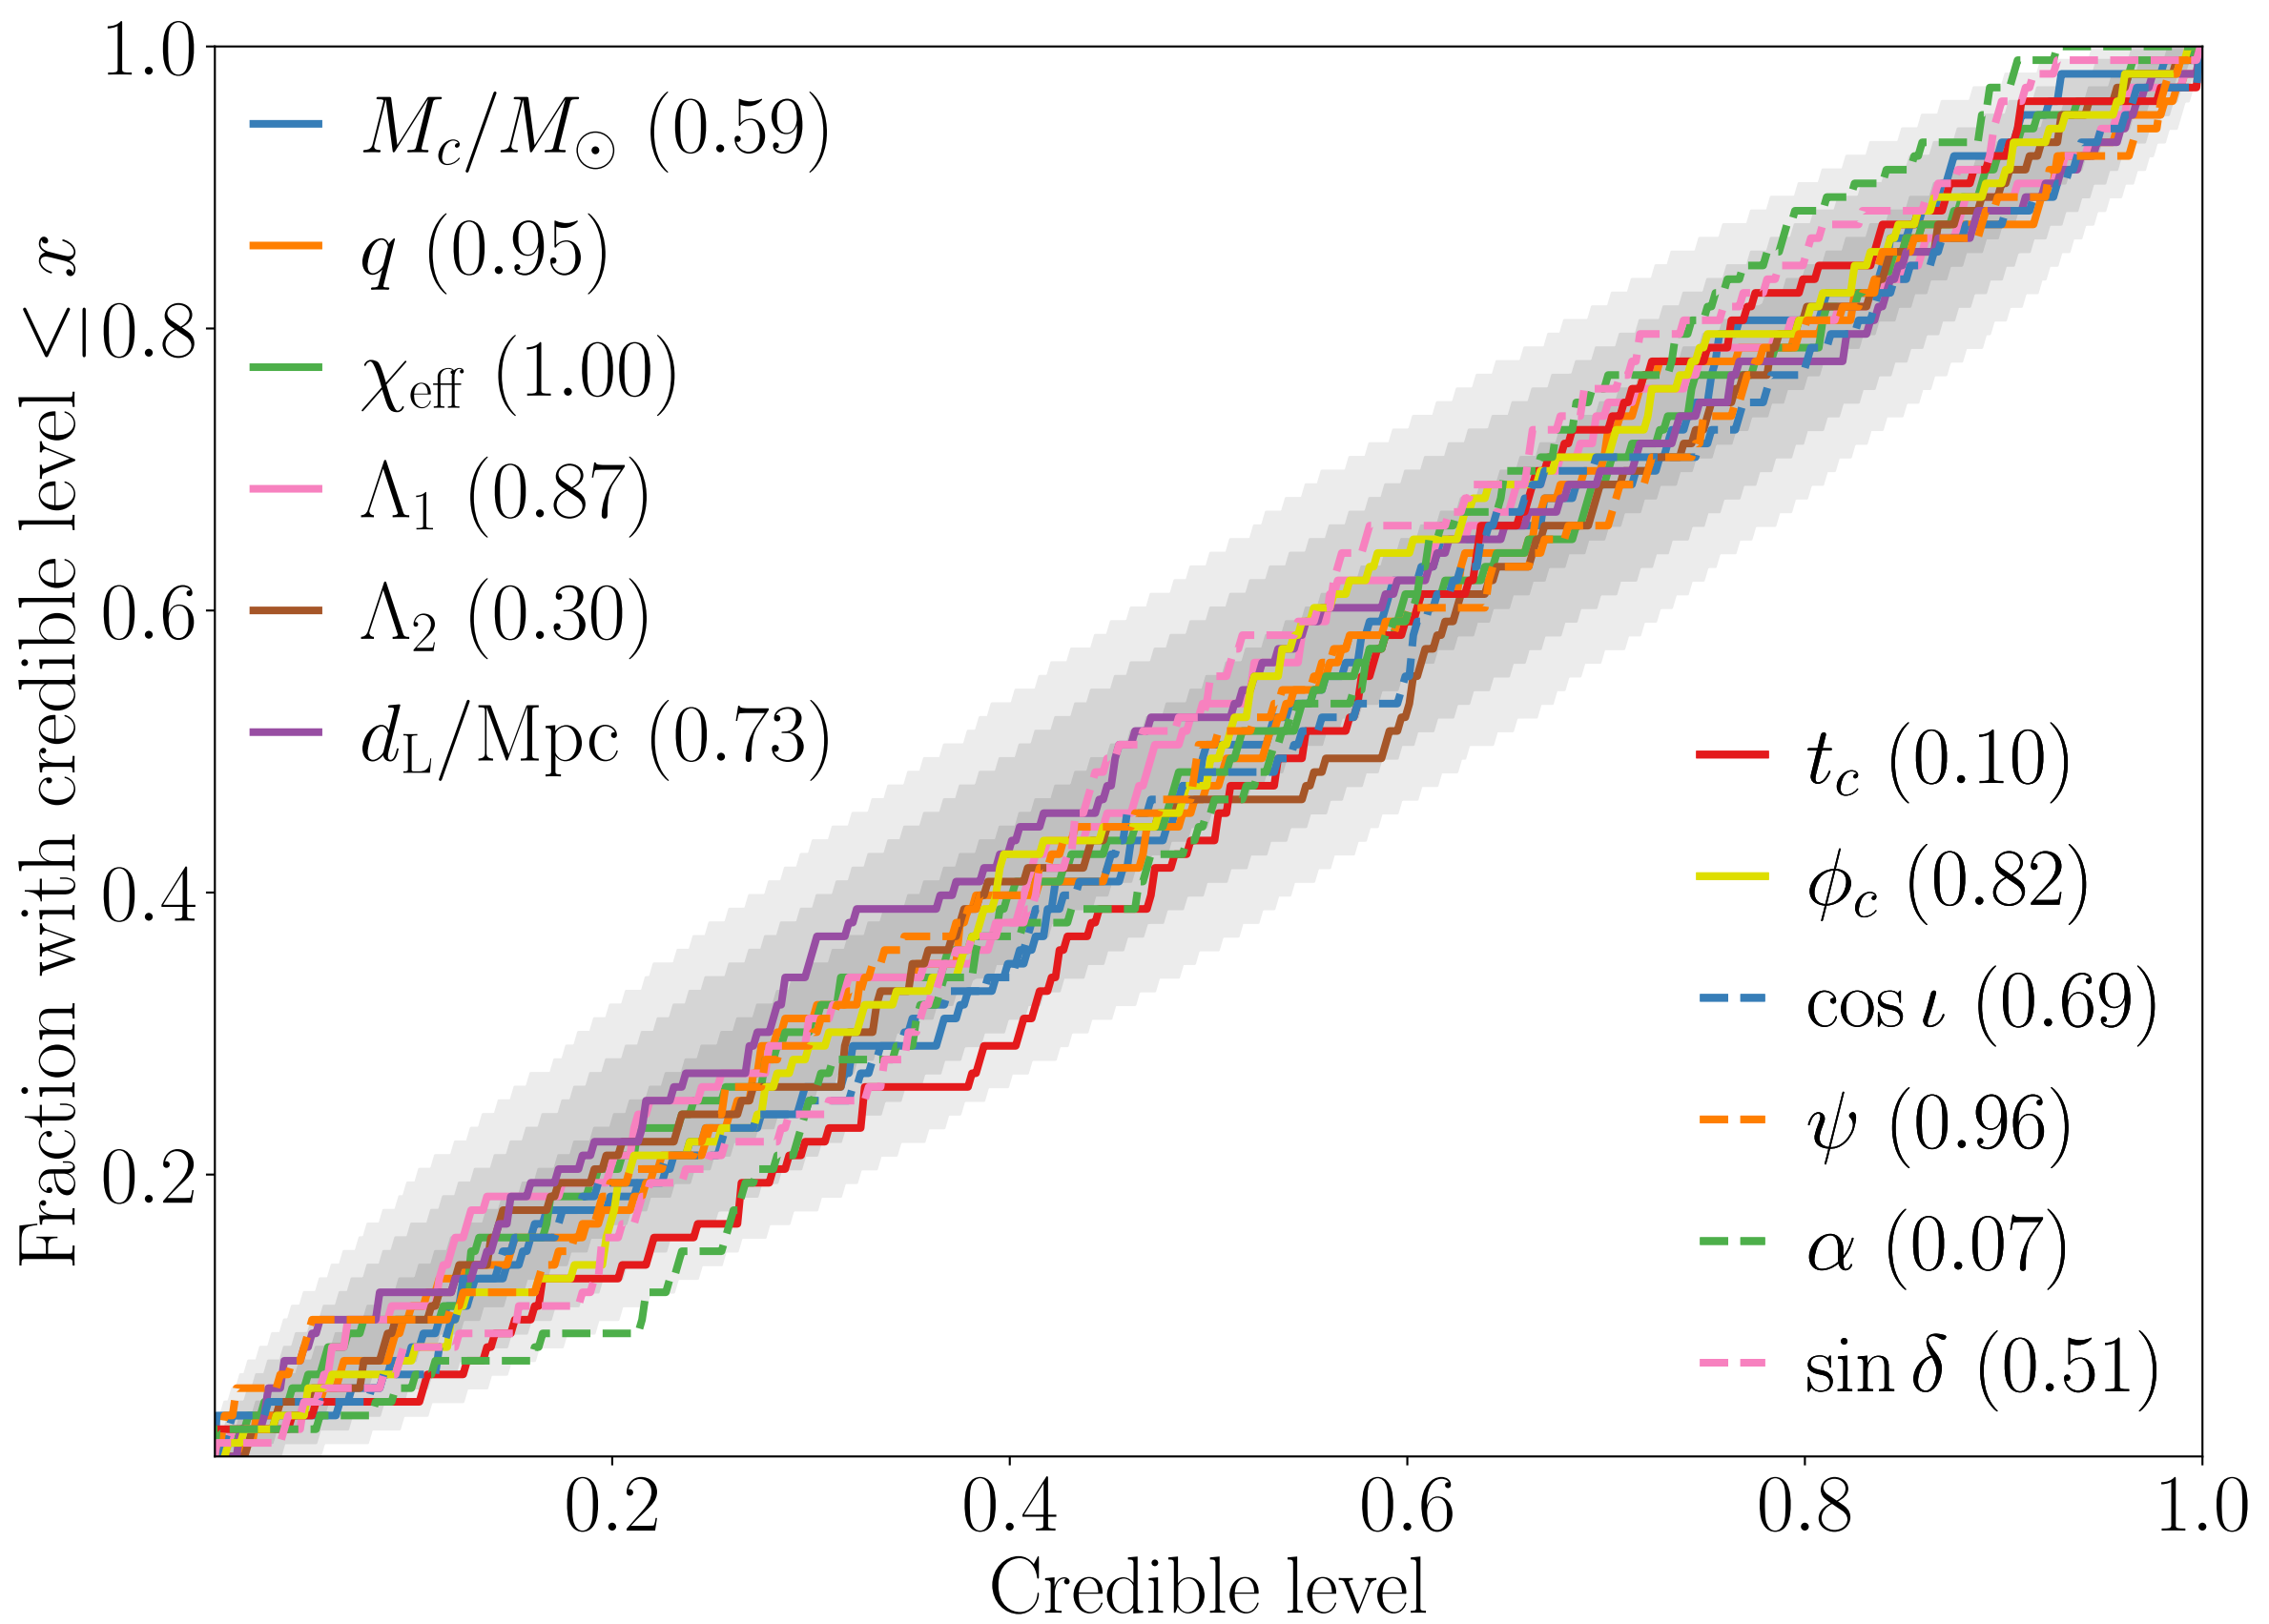 Fraction with credible level ≤ x
1.0
0.8
0.6
0.4
0.2
M_c/M_⊙ (0.59)
q (0.95)
χ_eff (1.00)
Λ_1 (0.87)
Λ_2 (0.30)
d_L/Mpc (0.73)
t_c (0.10)
ϕ_c (0.82)
cos ι (0.69)
ψ (0.96)
α (0.07)
sin δ (0.51)
0.2 0.4 0.6 0.8 1.0
Credible level